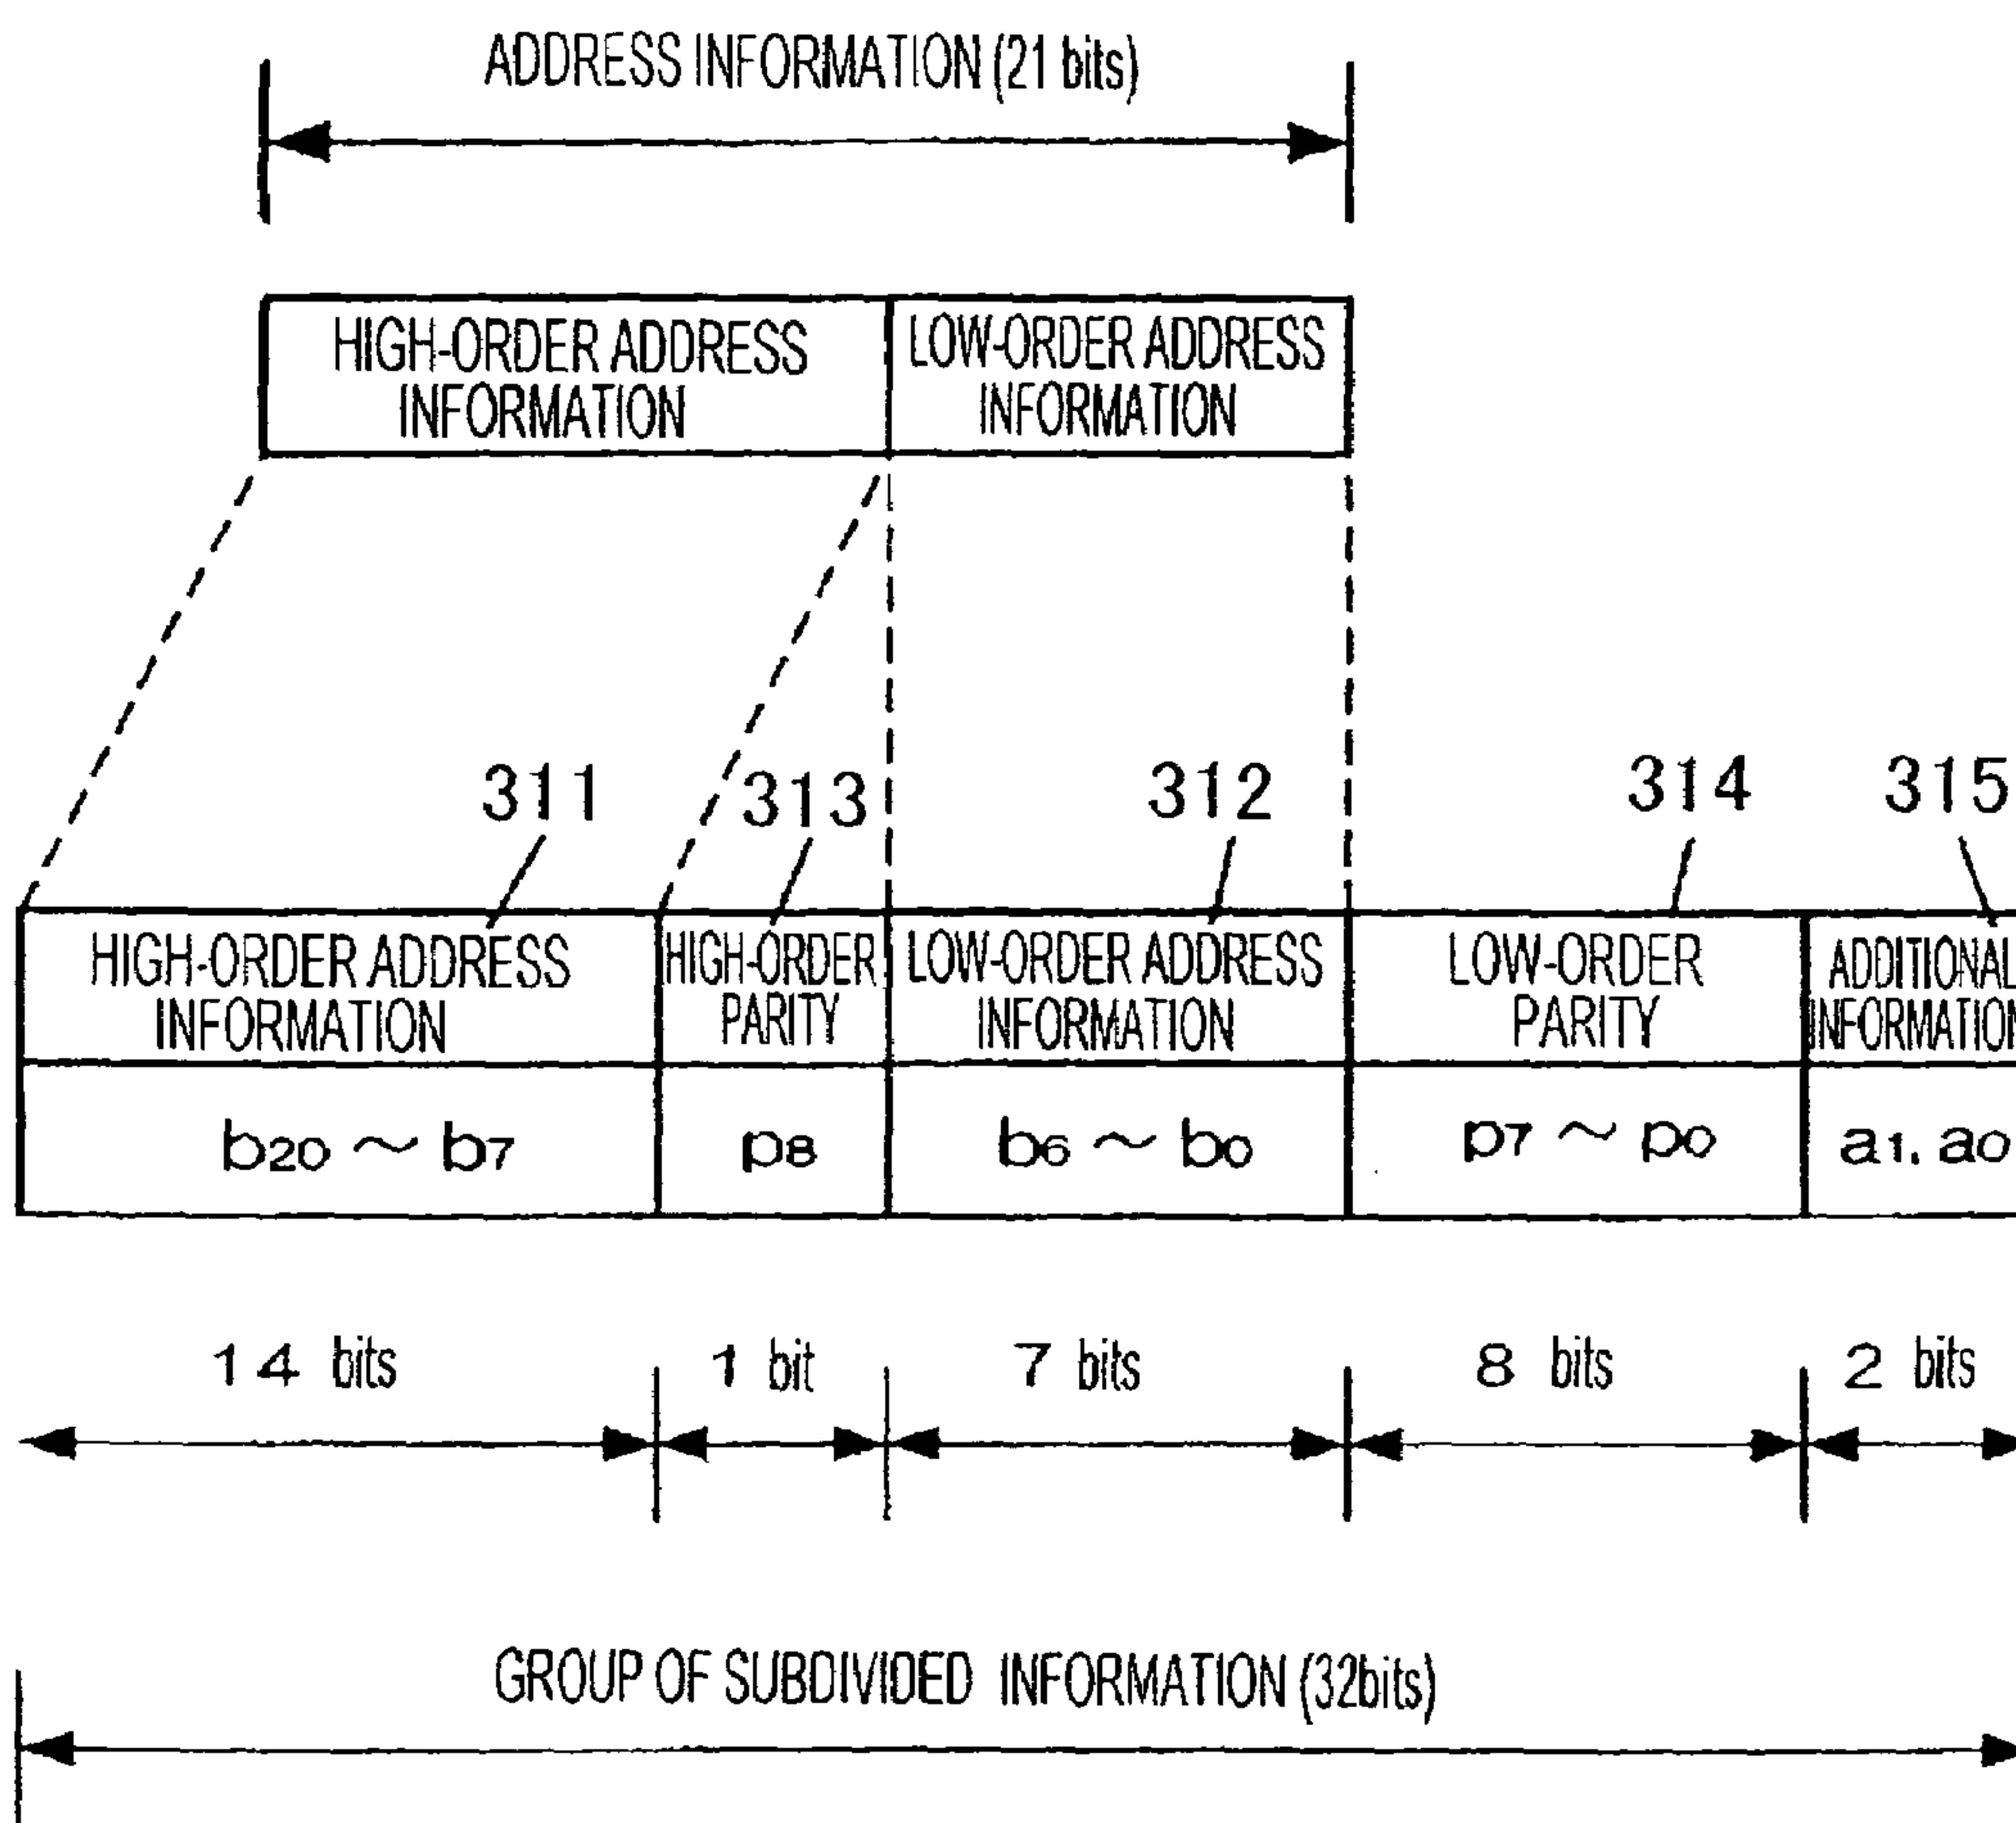 ADDRESS INFORMATION (21 bits)
HIGH-ORDER ADDRESS INFORMATION
LOW-ORDER ADDRESS INFORMATION
311 313 312 314 315
HIGH-ORDER ADDRESS INFORMATION
HIGH-ORDER PARITY
LOW-ORDER ADDRESS INFORMATION
LOW-ORDER PARITY
ADDITIONAL INFORMATION
b20 ~ b7
p8
b6 ~ b0
p7 ~ p0
a1. a0
14 bits
1 bit
7 bits
8 bits
2 bits
GROUP OF SUBDIVIDED INFORMATION (32bits)